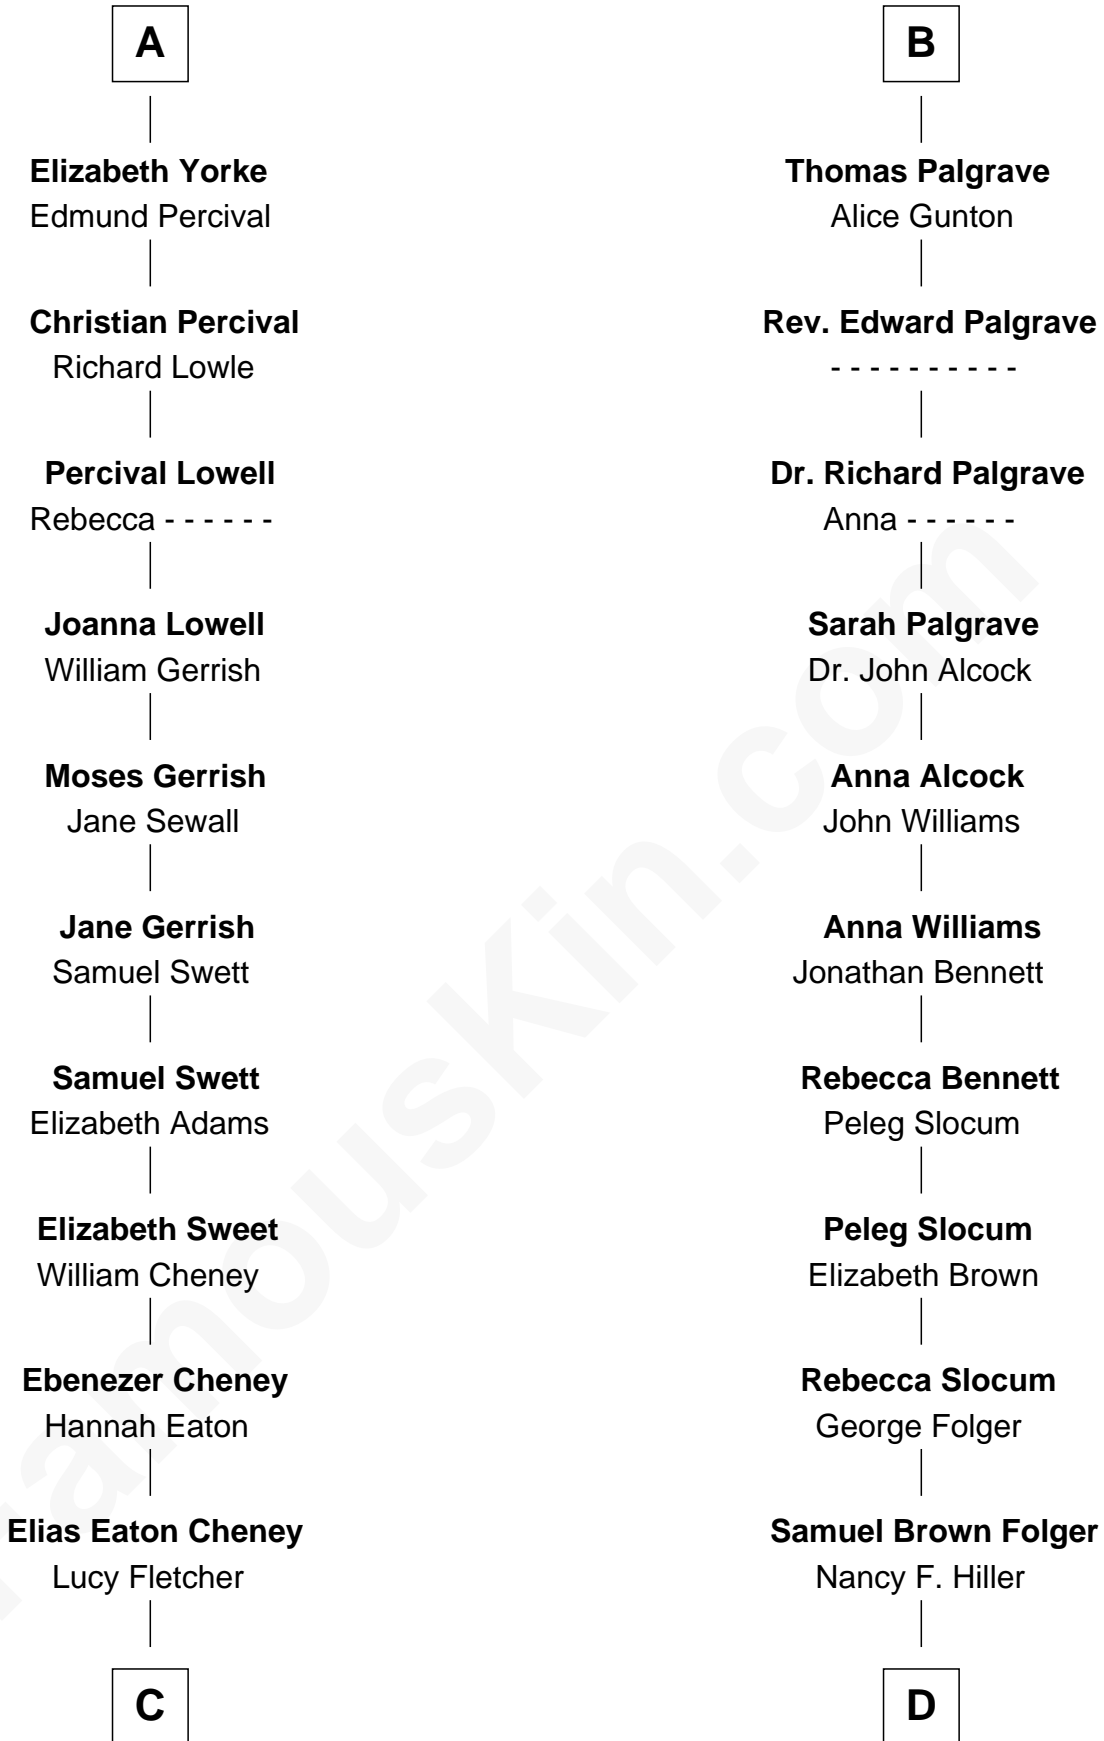 A
Elizabeth Yorke
Edmund Percival
Christian Percival
Richard Lowle
Percival Lowell
Rebecca - - - - - -
Joanna Lowell
William Gerrish
Moses Gerrish
Jane Sewall
Jane Gerrish
Samuel Swett
Samuel Swett
Elizabeth Adams
Elizabeth Sweet
William Cheney
Ebenezer Cheney
Hannah Eaton
Elias Eaton Cheney
Lucy Fletcher
C
B
Thomas Palgrave
Alice Gunton
Rev. Edward Palgrave
- - - - - - - - - -
Dr. Richard Palgrave
Anna - - - - - -
Sarah Palgrave
Dr. John Alcock
Anna Alcock
John Williams
Anna Williams
Jonathan Bennett
Rebecca Bennett
Peleg Slocum
Peleg Slocum
Elizabeth Brown
Rebecca Slocum
George Folger
Samuel Brown Folger
Nancy F. Hiller
D
FamousKin.com